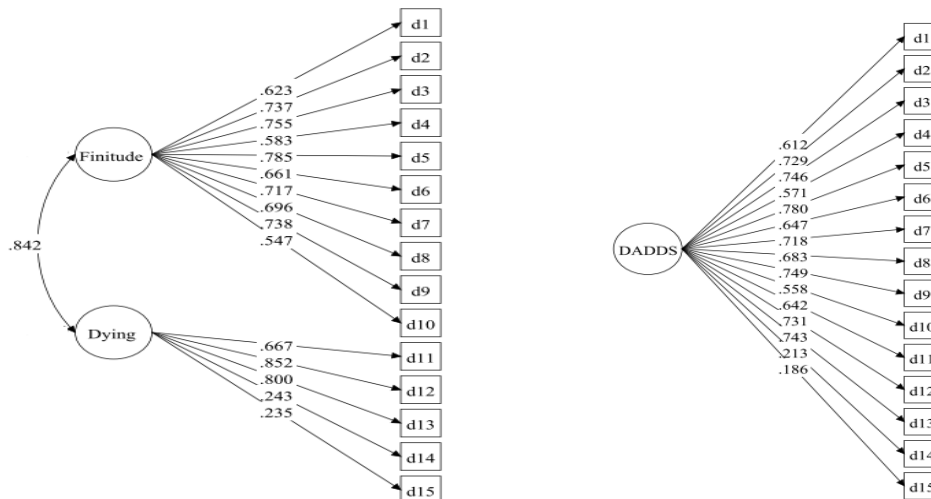 d1
d2
d3
d4
d5
d6
d7
d8
d9
d10
d11
d12
d13
d14
d15
Finitude
Dying
.842
.623
.737
.755
.583
.785
.661
.717
.696
.738
.547
.667
.852
.800
.243
.235
DADDS
.612
.729
.746
.571
.780
.647
.718
.683
.749
.558
.642
.731
.743
.213
.186
d1
d2
d3
d4
d5
d6
d7
d8
d9
d10
d11
d12
d13
d14
d15